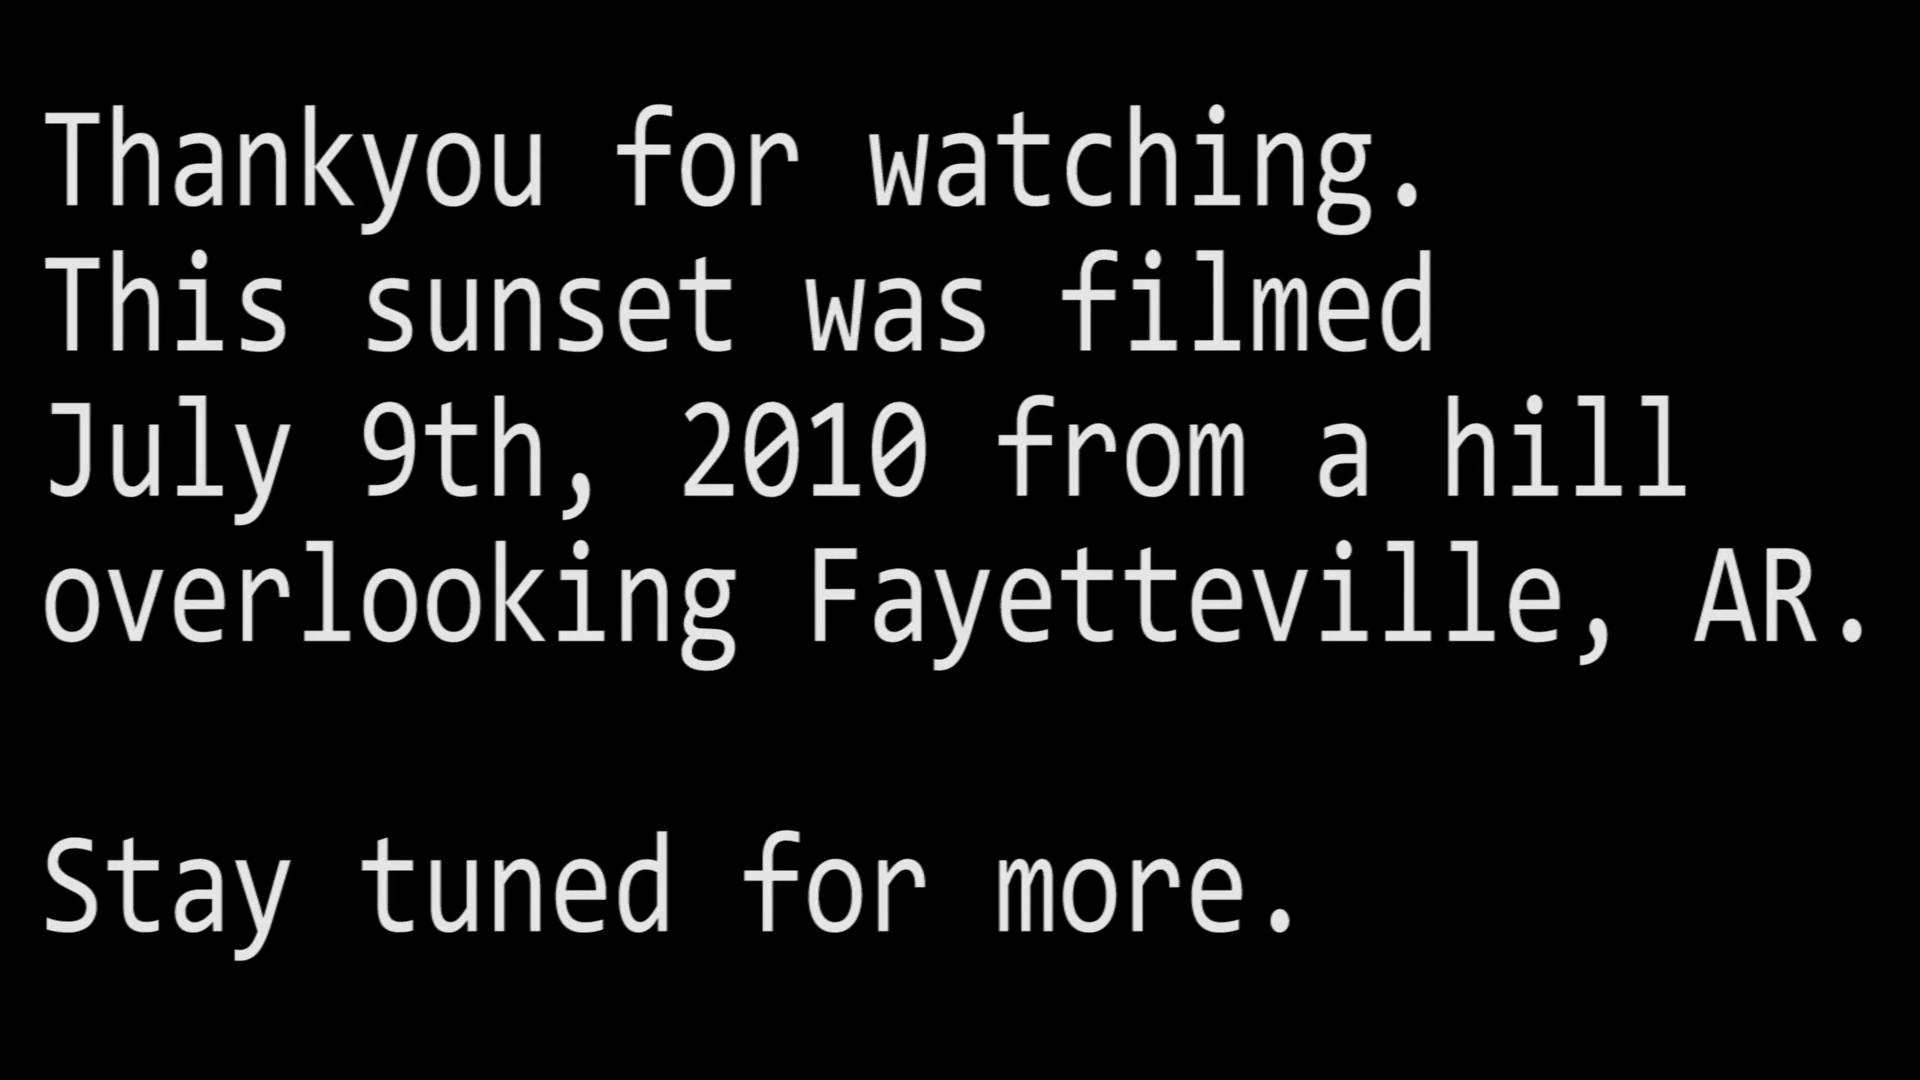 Thankyou for watching.
This sunset was filmed
July 9th, 2010 from a hill
overlooking Fayetteville, AR.
Stay tuned for more.